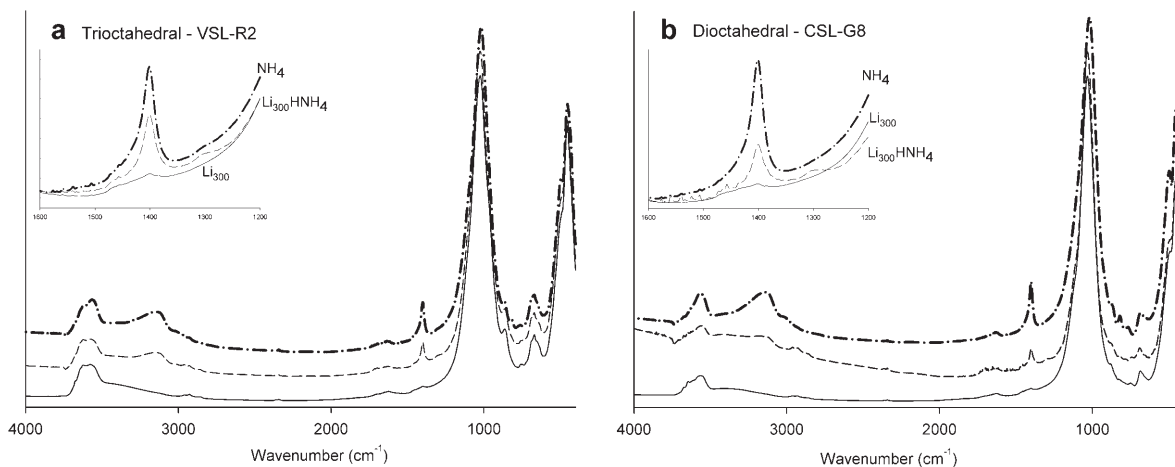 a Trioctahedral - VSL-R2
NH₄
Li₃₀₀HNH₄
Li₃₀₀
1600 1500 1400 1300 1200
4000 3000 2000 1000
Wavenumber (cm⁻¹)
b Dioctahedral - CSL-G8
NH₄
Li₃₀₀
Li₃₀₀HNH₄
1600 1500 1400 1300 1200
4000 3000 2000 1000
Wavenumber (cm⁻¹)